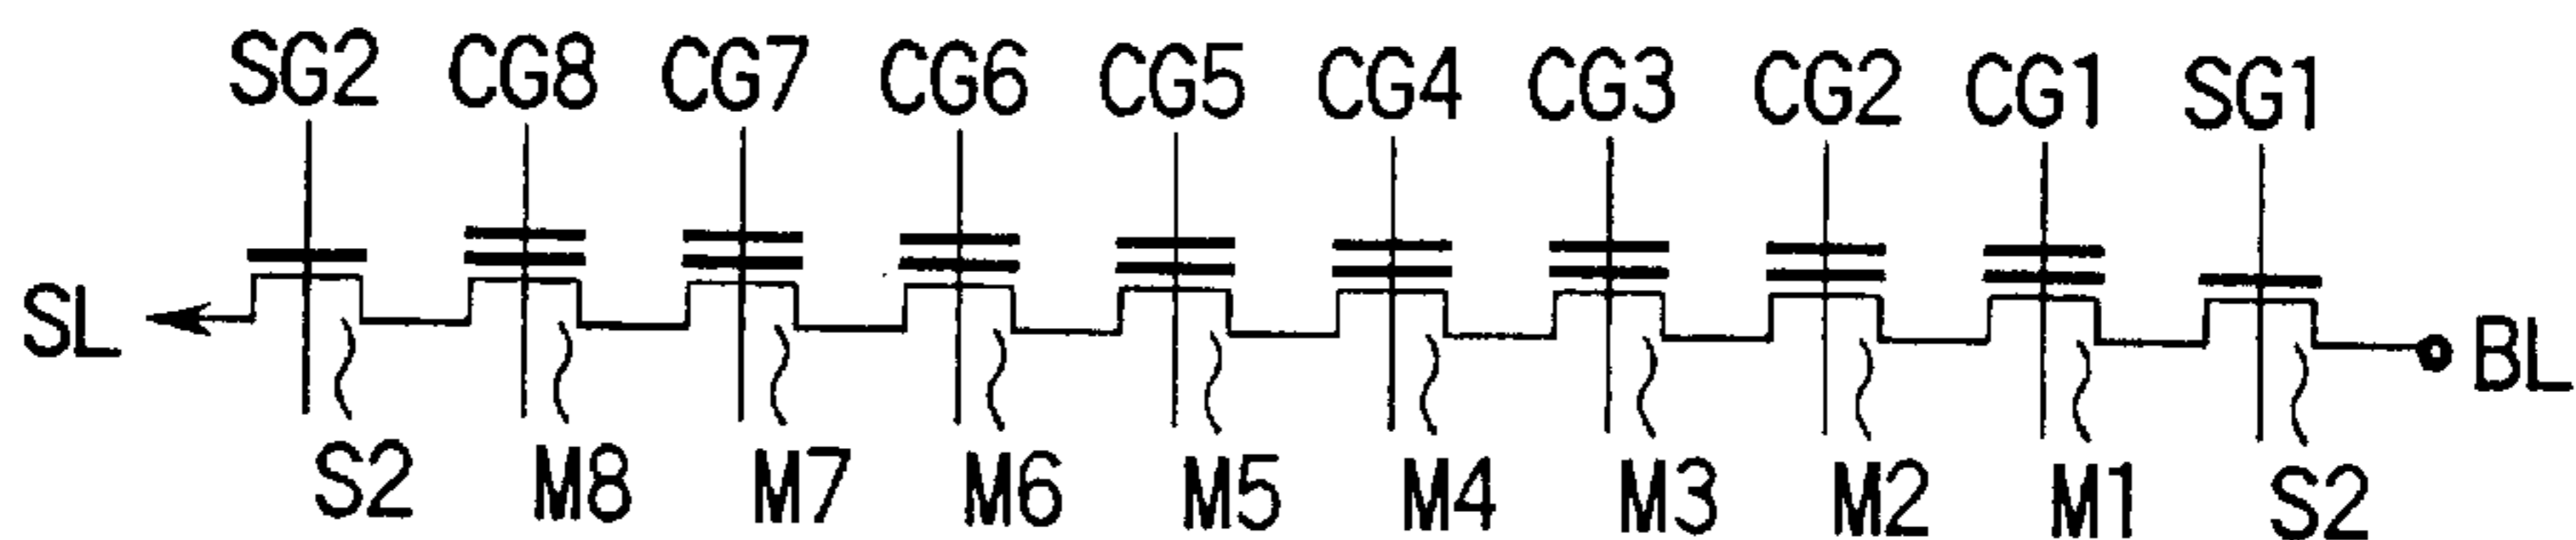 SG2 CG8 CG7 CG6 CG5 CG4 CG3 CG2 CG1 SG1
SL BL
S2 M8 M7 M6 M5 M4 M3 M2 M1 S2